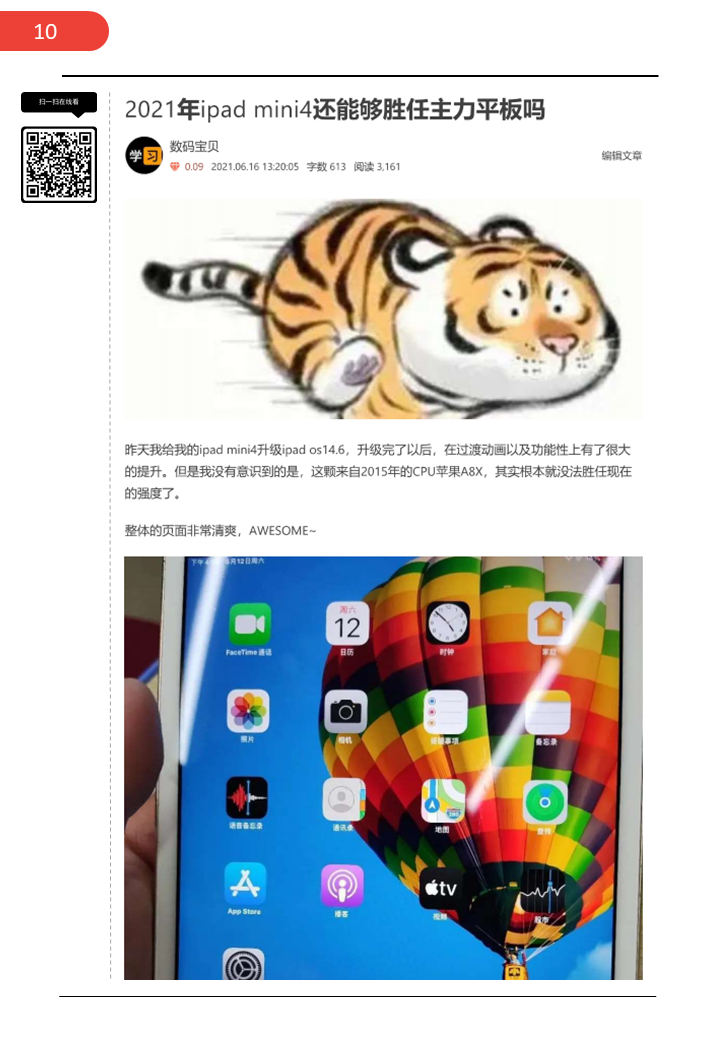 10
扫一扫在线看
2021年ipad mini4还能够胜任主力平板吗
学习
数码宝贝
0.09 2021.06.16 13:20:05 字数 613 阅读 3,161
编辑文章
昨天我给我的ipad mini4升级ipad os14.6，升级完了以后，在过渡动画以及功能性上有了很大
的提升。但是我没有意识到的是，这颗来自2015年的CPU苹果A8X，其实根本就没法胜任现在
的强度了。
整体的页面非常清爽，AWESOME~
6月12日周六
周六
12
FaceTime 通话
日历
时钟
家庭
照片
相机
备忘录
语音备忘录
通讯录
地图
查找
tv
App Store
播客
视频
股市